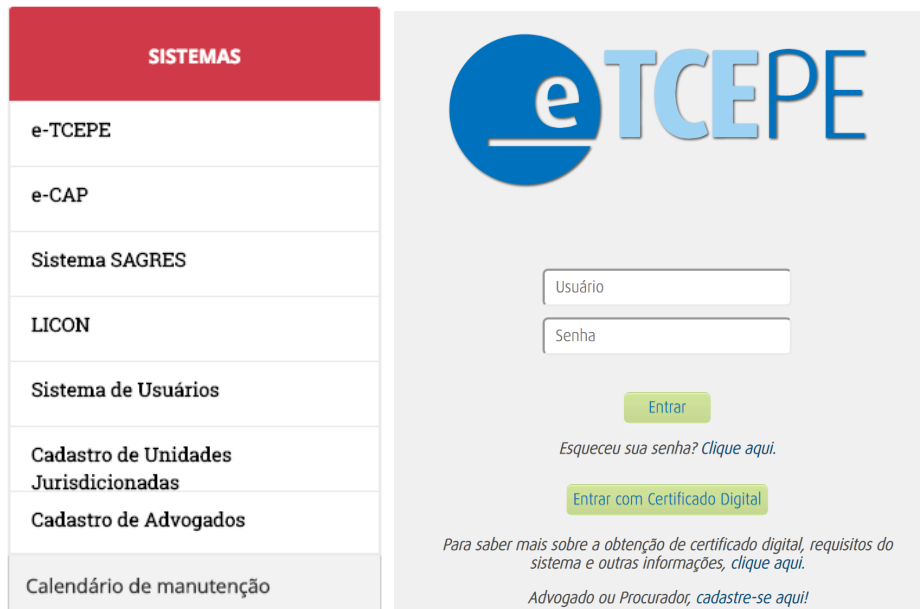 SISTEMAS
e-TCEPE
e-CAP
Sistema SAGRES
LICON
Sistema de Usuários
Cadastro de Unidades
Jurisdicionadas
Cadastro de Advogados
Calendário de manutenção
eTCEPE
Usuário
Senha
Entrar
Esqueceu sua senha? Clique aqui.
Entrar com Certificado Digital
Para saber mais sobre a obtenção de certificado digital, requisitos do
sistema e outras informações, clique aqui.
Advogado ou Procurador, cadastre-se aqui!